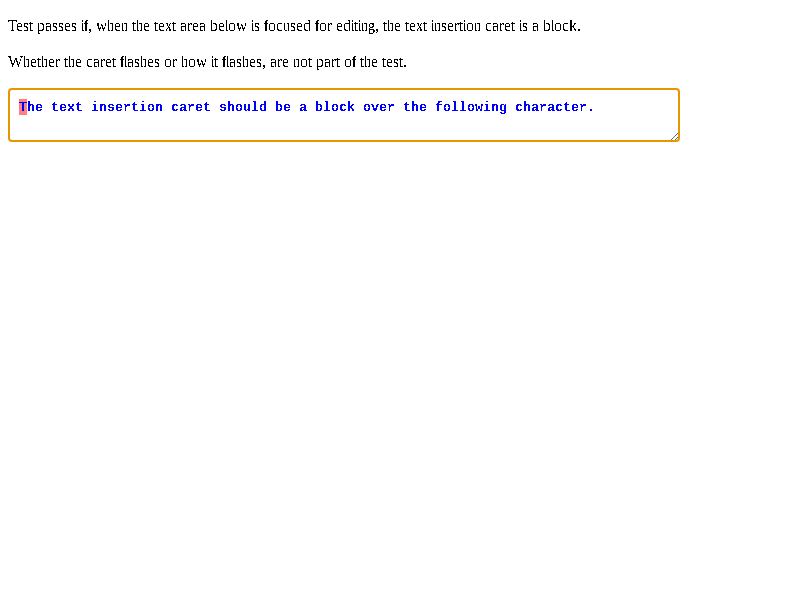 Test passes if, when the text area below is focused for editing, the text insertion caret is a block.
Whether the caret flashes or how it flashes, are not part of the test.
The text insertion caret should be a block over the following character.